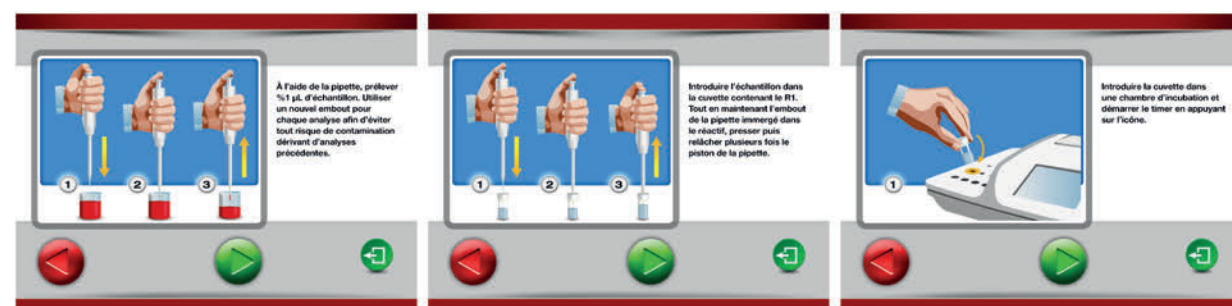 À l'aide de la pipette, prélever
%1 µL d'échantillon. Utiliser
un nouvel embout pour
chaque analyse afin d'éviter
tout risque de contamination
dérivant d'analyses
précédentes.
1 2 3
Introduire l'échantillon dans
la cuvette contenant le R1.
Tout en maintenant l'embout
de la pipette immergé dans
le réactif, presser puis
relâcher plusieurs fois le
piston de la pipette.
1 2 3
Introduire la cuvette dans
une chambre d'incubation et
démarrer le timer en appuyant
sur l'icône.
1